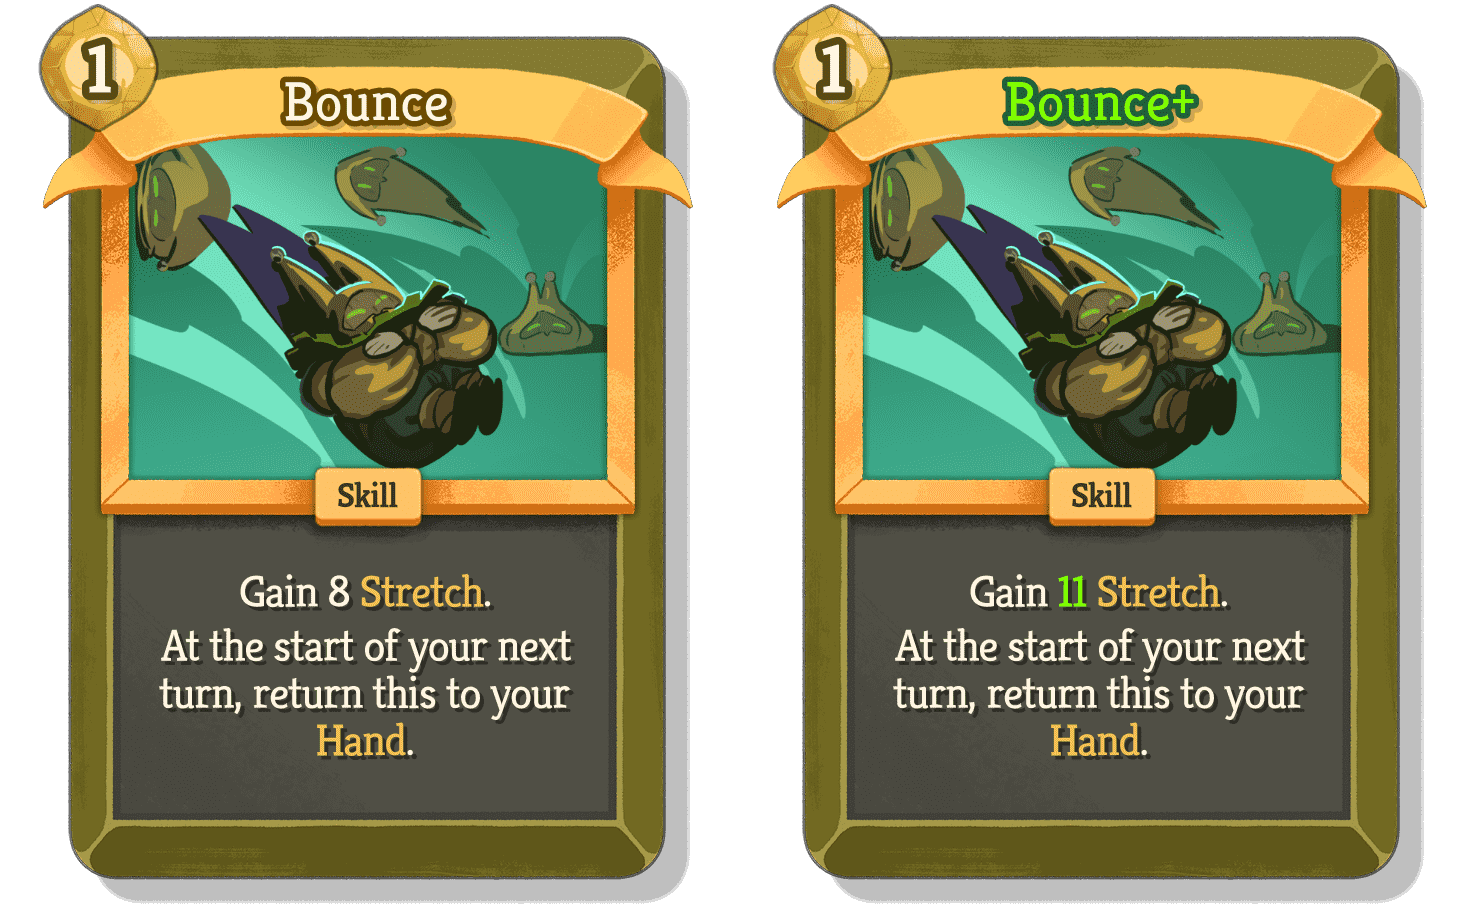 1
Bounce
Skill
Gain 8 Stretch.
At the start of your next
turn, return this to your
Hand.
1
Bounce+
Skill
Gain 11 Stretch.
At the start of your next
turn, return this to your
Hand.